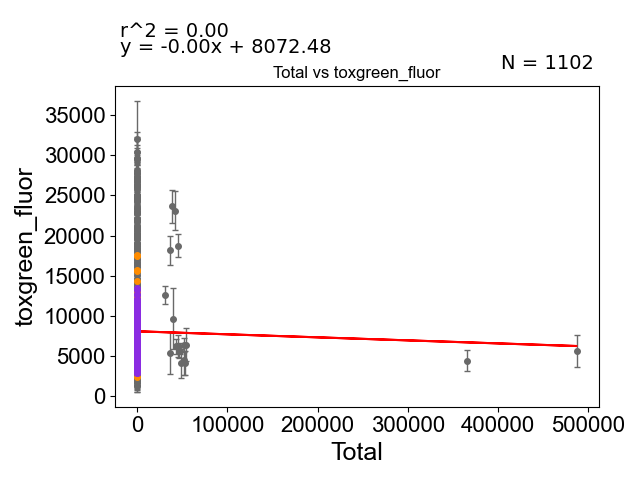 r^2 = 0.00
y = -0.00x + 8072.48
N = 1102
Total vs toxgreen_fluor
toxgreen_fluor
35000
30000
25000
20000
15000
10000
5000
0
0 100000 200000 300000 400000 500000
Total